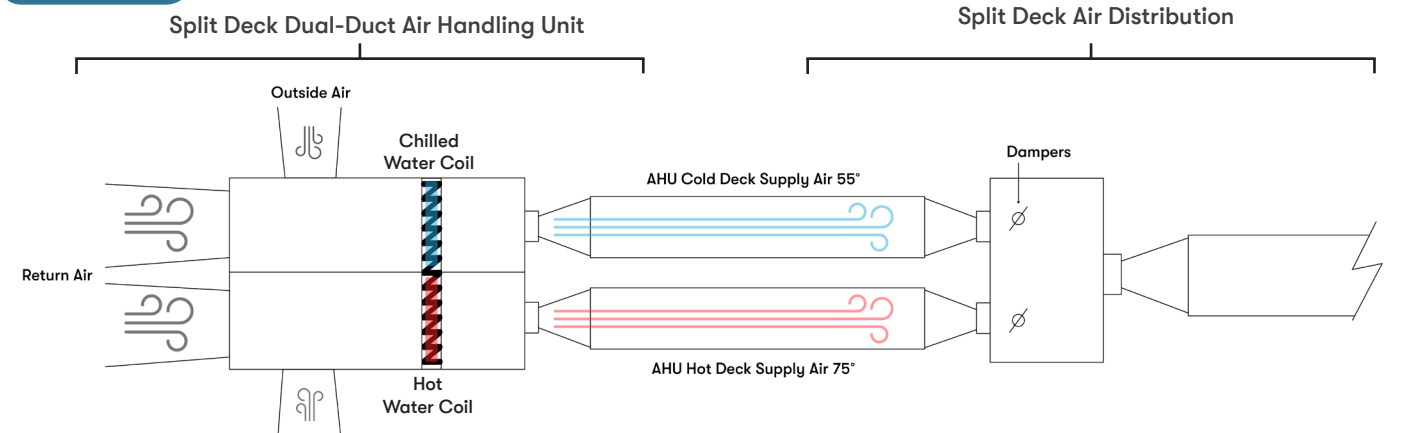 Split Deck Dual-Duct Air Handling Unit
Split Deck Air Distribution
Outside Air
Chilled
Water Coil
Dampers
AHU Cold Deck Supply Air 55°
Return Air
AHU Hot Deck Supply Air 75°
Hot
Water Coil